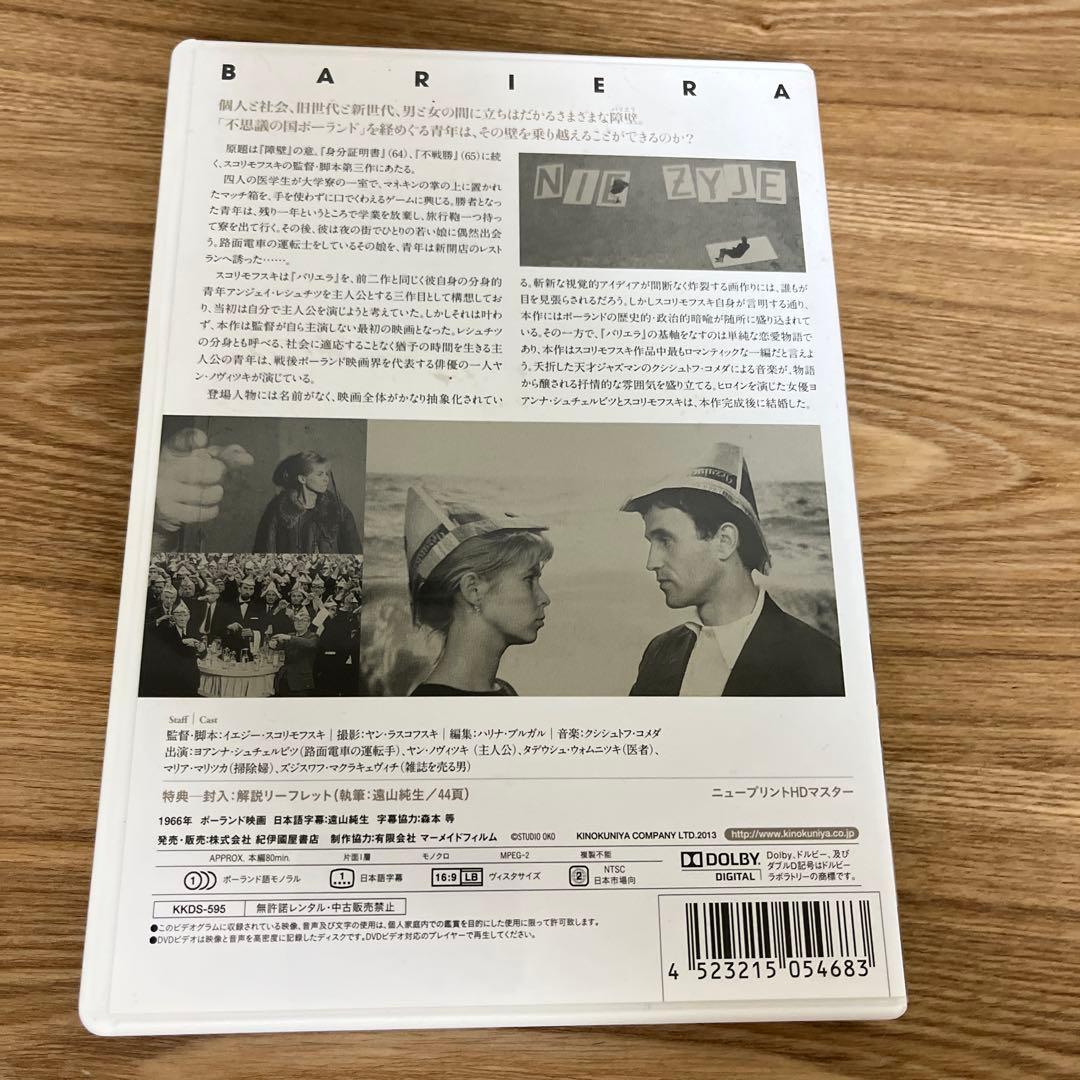 BARIERA
個人と社会、旧世代と新世代、男と女の間に立ちはだかるさまざまな障壁。
バリエラ
「不思議の国ポーランド」を経めぐる青年は、その壁を乗り越えることができるのか?
原題は『障壁』の意。『身分証明書』(64)、『不戦勝』(65)に続
く、スコリモフスキの監督・脚本第三作にあたる。
四人の医学生が大学寮の一室で、マネキンの掌の上に置かれ
たマッチ箱を、手を使わずに口でくわえるゲームに興じる。勝者となっ
た青年は、残り一年というところで学業を放棄し、旅行鞄一つ持っ
て寮を出て行く。その後、彼は夜の街でひとりの若い娘に偶然出会
う。路面電車の運転士をしているその娘を、青年は新開店のレスト
ランへ誘った……。
スコリモフスキは『バリエラ』を、前二作と同じく彼自身の分身的
青年アンジェイ・レシュチツを主人公とする三作目として構想してお
り、当初は自分で主人公を演じようと考えていた。しかしそれは叶わ
ず、本作は監督が自ら主演しない最初の映画となった。レシュチツ
の分身とも呼べる、社会に適応することなく猶予の時間を生きる主
人公の青年は、戦後ポーランド映画界を代表する俳優の一人ヤ
ン・ノヴィツキが演じている。
登場人物には名前がなく、映画全体がかなり抽象化されてい
NIE ŻYJE
る。斬新な視覚的アイディアが間断なく炸裂する画作りには、誰もが
目を見張られるだろう。しかしスコリモフスキ自身が言明する通り、
本作にはポーランドの歴史的・政治的暗喩が随所に盛り込まれて
いる。その一方で、『バリエラ』の基軸をなすのは単純な恋愛物語で
あり、本作はスコリモフスキ作品中最もロマンティックな一編だと言えよ
う。夭折した天才ジャズマンのクシシュトフ・コメダによる音楽が、物語
から醸される抒情的な雰囲気を盛り立てる。ヒロインを演じた女優ヨ
アンナ・シュチェルビツとスコリモフスキは、本作完成後に結婚した。
Staff | Cast
監督・脚本:イエジー・スコリモフスキ | 撮影:ヤン・ラスコフスキ | 編集:ハリナ・プルガル | 音楽:クシシュトフ・コメダ
出演:ヨアンナ・シュチェルビツ(路面電車の運転手)、ヤン・ノヴィツキ(主人公)、タデウシュ・ウォムニツキ(医者)、
マリア・マリツカ(掃除婦)、ズジスワフ・マクラキェヴィチ(雑誌を売る男)
特典―封入:解説リーフレット(執筆:遠山純生/44頁)
ニュープリントHDマスター
1966年 ポーランド映画 日本語字幕:遠山純生 字幕協力:森本 等
発売・販売:株式会社 紀伊國屋書店 制作協力:有限会社 マーメイドフィルム ©STUDIO OKO KINOKUNIYA COMPANY LTD.2013 http://www.kinokuniya.co.jp
APPROX. 本編80min. 片面1層 モノクロ MPEG-2 複製不能
1 ポーランド語モノラル 1 日本語字幕 16:9 LB ヴィスタサイズ 2 NTSC 日本市場向
DOLBY DIGITAL
Dolby、ドルビー、及び
ダブルD記号はドルビー
ラボラトリーの商標です。
KKDS-595 無許諾レンタル・中古販売禁止
●このビデオグラムに収録されている映像、音声及び文字の使用は、個人家庭内での鑑賞を目的にした使用に限って許可致します。
●DVDビデオは映像と音声を高密度に記録したディスクです。DVDビデオ対応のプレイヤーで再生してください。
4 523215 054683